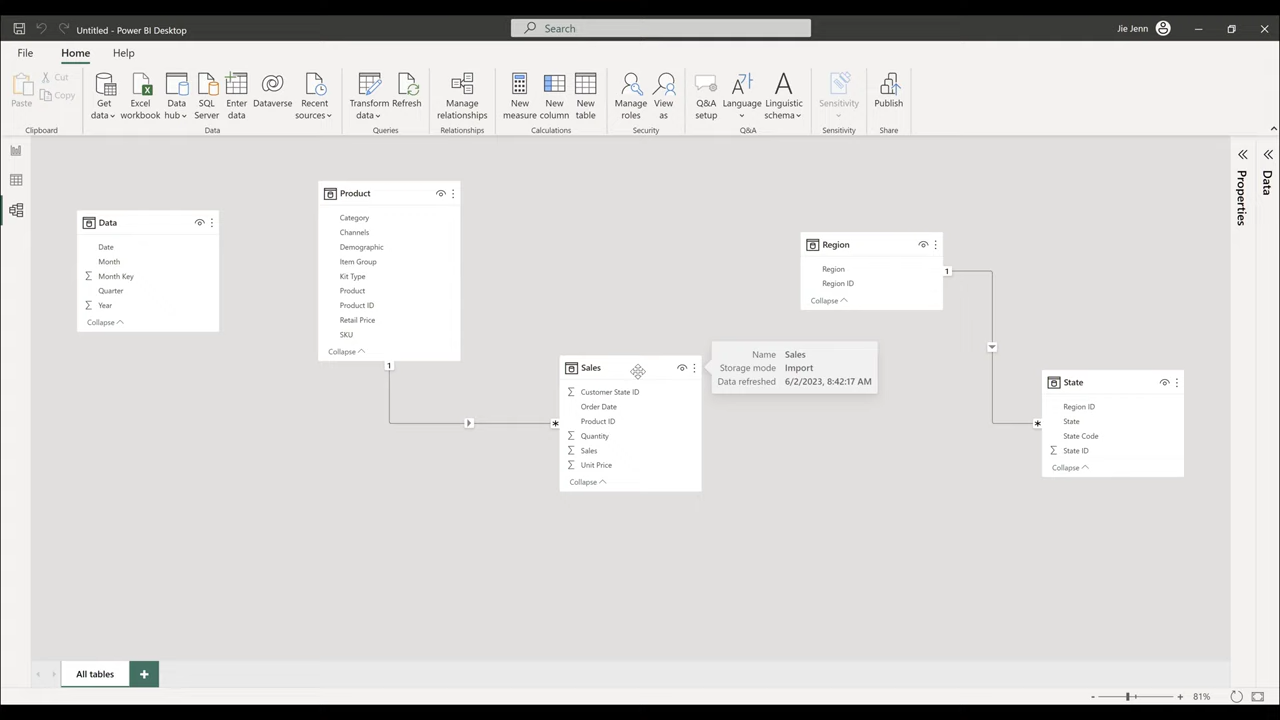 Untitled - Power BI Desktop
Search
Jie Jenn
File
Home
Help
Paste
Cut
Copy
Get data
Excel workbook
Data hub
SQL Server
Enter data
Dataverse
Recent sources
Transform data
Refresh
Manage relationships
New measure
New column
New table
Manage roles
View as
Q&A setup
Language
Linguistic schema
Sensitivity
Publish
Clipboard
Data
Queries
Relationships
Calculations
Security
Q&A
Sensitivity
Share
Data
Date
Month
Σ Month Key
Quarter
Σ Year
Collapse
Product
Category
Channels
Demographic
Item Group
Kit Type
Product
Product ID
Retail Price
SKU
Collapse
1
*
Sales
Σ Customer State ID
Order Date
Product ID
Σ Quantity
Σ Sales
Σ Unit Price
Collapse
Name Sales
Storage mode Import
Data refreshed 6/2/2023, 8:42:17 AM
Region
Region
Region ID
Collapse
1
*
State
Region ID
State
State Code
Σ State ID
Collapse
Properties
Data
All tables
+
- + 81%